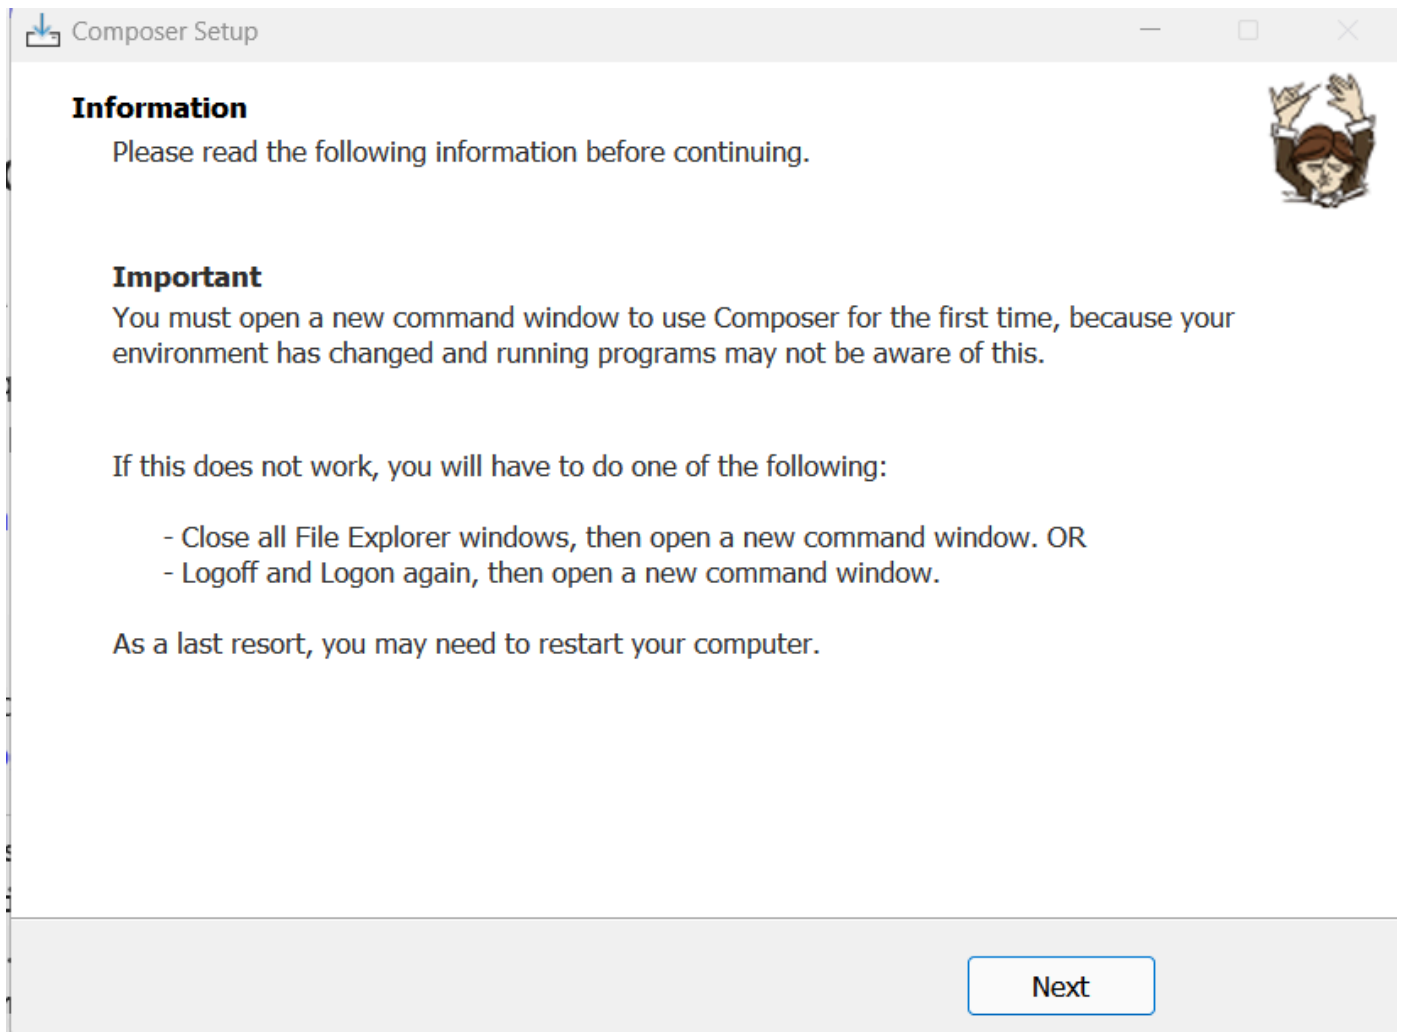 Composer Setup
Information
Please read the following information before continuing.
Important
You must open a new command window to use Composer for the first time, because your
environment has changed and running programs may not be aware of this.
If this does not work, you will have to do one of the following:
- Close all File Explorer windows, then open a new command window. OR
- Logoff and Logon again, then open a new command window.
As a last resort, you may need to restart your computer.
Next